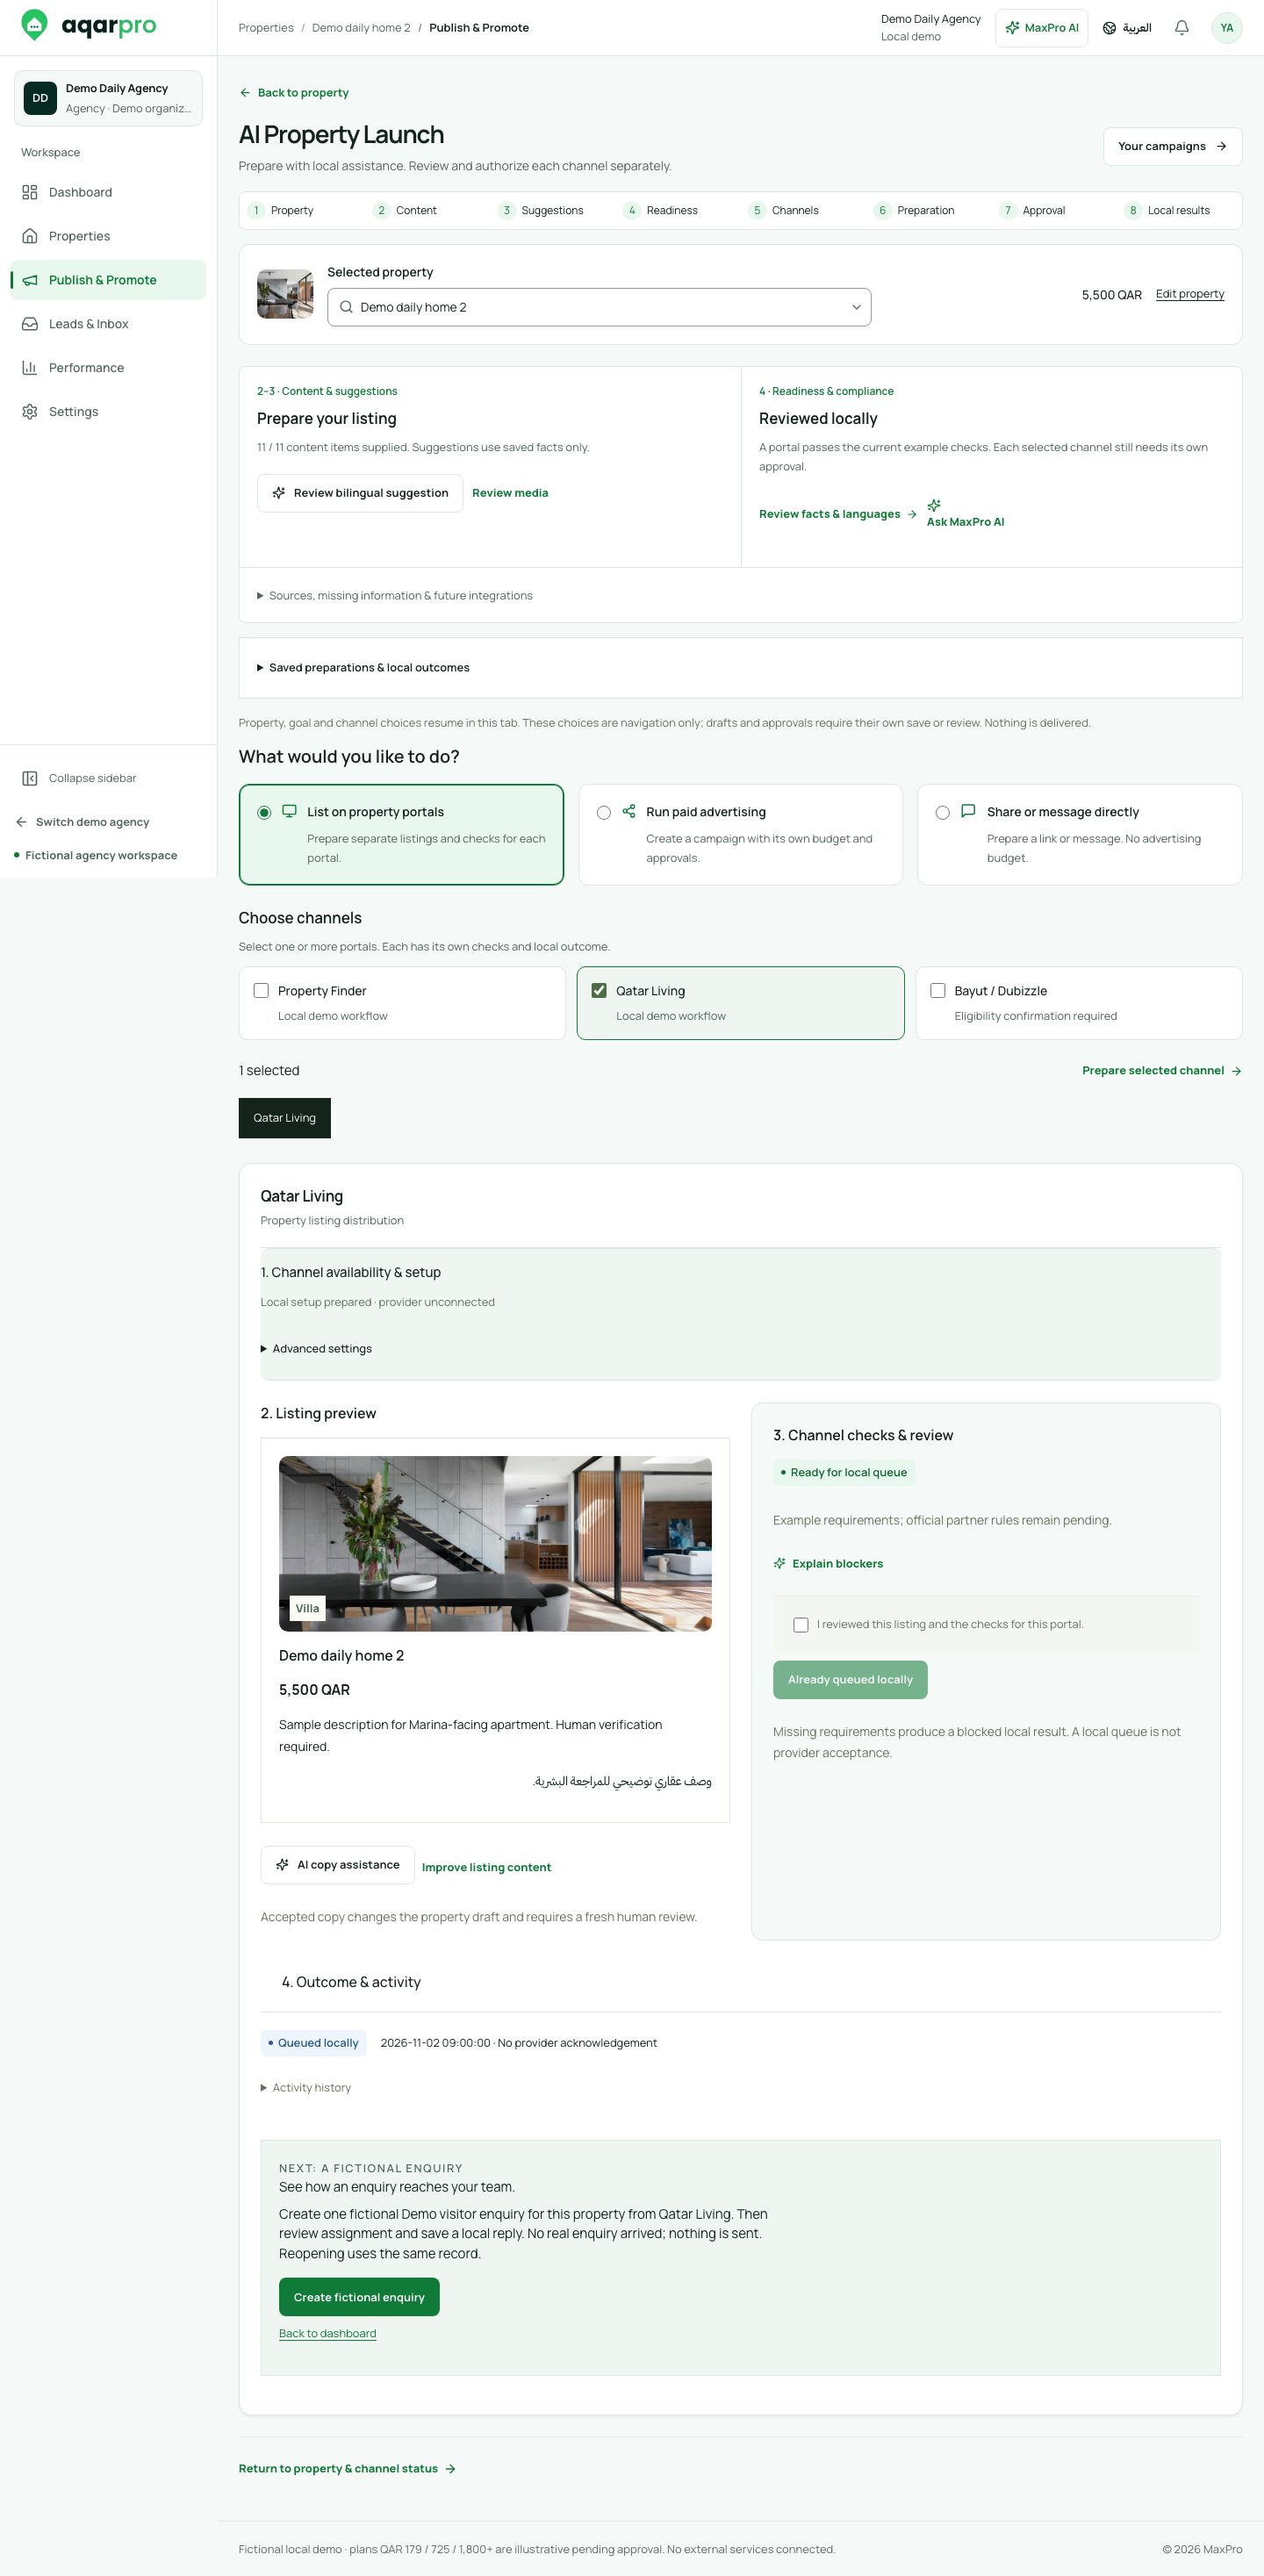 aqarpro
Properties / Demo daily home 2 / Publish & Promote
Demo Daily Agency
Local demo
MaxPro AI
العربية
YA
DD
Demo Daily Agency
Agency · Demo organiz...
Workspace
Dashboard
Properties
Publish & Promote
Leads & Inbox
Performance
Settings
Collapse sidebar
Switch demo agency
Fictional agency workspace
Back to property
AI Property Launch
Prepare with local assistance. Review and authorize each channel separately.
Your campaigns
1 Property
2 Content
3 Suggestions
4 Readiness
5 Channels
6 Preparation
7 Approval
8 Local results
Selected property
Demo daily home 2
5,500 QAR
Edit property
2–3 · Content & suggestions
Prepare your listing
11 / 11 content items supplied. Suggestions use saved facts only.
Review bilingual suggestion
Review media
4 · Readiness & compliance
Reviewed locally
A portal passes the current example checks. Each selected channel still needs its own
approval.
Review facts & languages
Ask MaxPro AI
Sources, missing information & future integrations
Saved preparations & local outcomes
Property, goal and channel choices resume in this tab. These choices are navigation only; drafts and approvals require their own save or review. Nothing is delivered.
What would you like to do?
List on property portals
Prepare separate listings and checks for each
portal.
Run paid advertising
Create a campaign with its own budget and
approvals.
Share or message directly
Prepare a link or message. No advertising
budget.
Choose channels
Select one or more portals. Each has its own checks and local outcome.
Property Finder
Local demo workflow
Qatar Living
Local demo workflow
Bayut / Dubizzle
Eligibility confirmation required
1 selected
Prepare selected channel
Qatar Living
Qatar Living
Property listing distribution
1. Channel availability & setup
Local setup prepared · provider unconnected
Advanced settings
2. Listing preview
Villa
Demo daily home 2
5,500 QAR
Sample description for Marina-facing apartment. Human verification
required.
وصف عقاري توضيحي للمراجعة البشرية.
AI copy assistance
Improve listing content
Accepted copy changes the property draft and requires a fresh human review.
3. Channel checks & review
Ready for local queue
Example requirements; official partner rules remain pending.
Explain blockers
I reviewed this listing and the checks for this portal.
Already queued locally
Missing requirements produce a blocked local result. A local queue is not
provider acceptance.
4. Outcome & activity
Queued locally
2026-11-02 09:00:00 · No provider acknowledgement
Activity history
NEXT: A FICTIONAL ENQUIRY
See how an enquiry reaches your team.
Create one fictional Demo visitor enquiry for this property from Qatar Living. Then
review assignment and save a local reply. No real enquiry arrived; nothing is sent.
Reopening uses the same record.
Create fictional enquiry
Back to dashboard
Return to property & channel status
Fictional local demo · plans QAR 179 / 725 / 1,800+ are illustrative pending approval. No external services connected.
© 2026 MaxPro